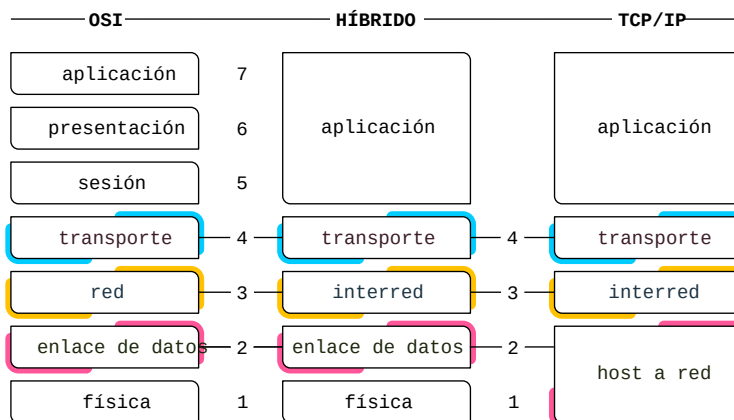 OSI HÍBRIDO TCP/IP
aplicación 7
presentación 6 aplicación aplicación
sesión 5
transporte 4 transporte 4 transporte
red 3 interred 3 interred
enlace de datos 2 enlace de datos 2
host a red
física 1 física 1